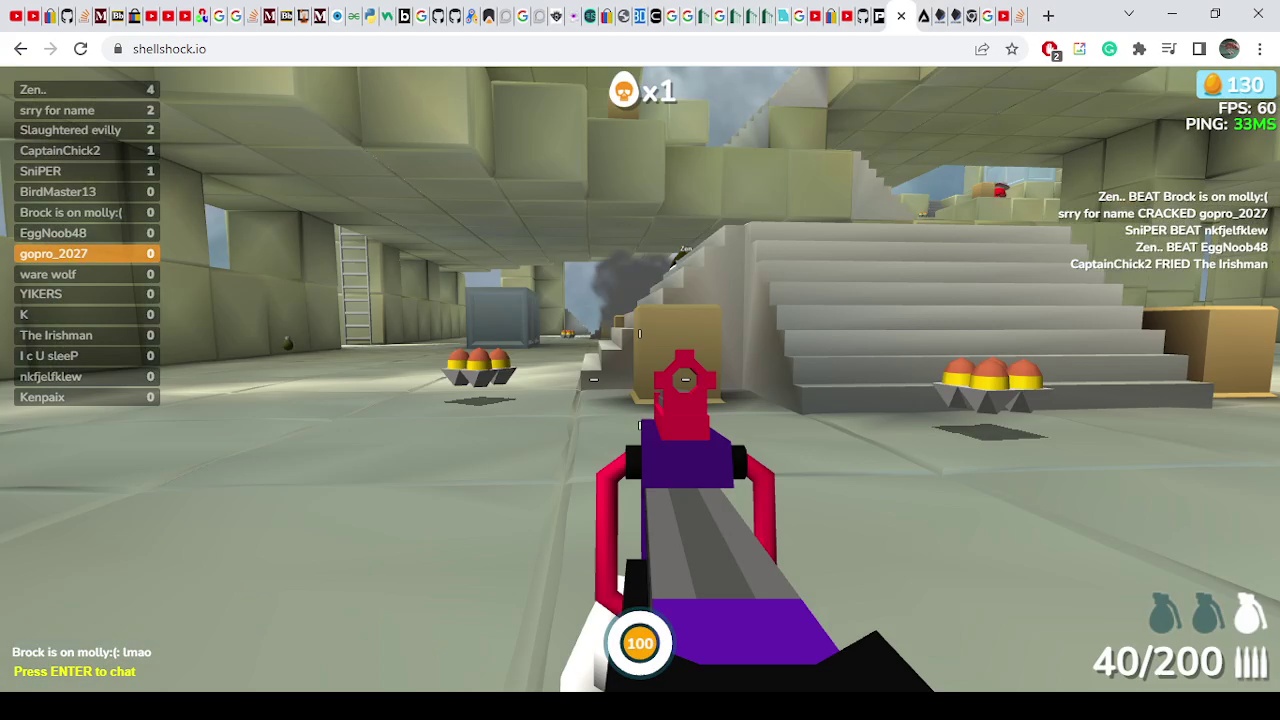 shellshock.io
2
Zen.. 4
srry for name 2
Slaughtered evilly 2
CaptainChick2 1
SniPER 1
BirdMaster13 0
Brock is on molly:( 0
EggNoob48 0
gopro_2027 0
ware wolf 0
YIKERS 0
K 0
The Irishman 0
I c U sleeP 0
nkfjelfklew 0
Kenpaix 0
x1
130
FPS: 60
PING: 33MS
Zen.. BEAT Brock is on molly:(
srry for name CRACKED gopro_2027
SniPER BEAT nkfjelfklew
Zen.. BEAT EggNoob48
CaptainChick2 FRIED The Irishman
Zen..
100
Brock is on molly:(: lmao
Press ENTER to chat
40/200